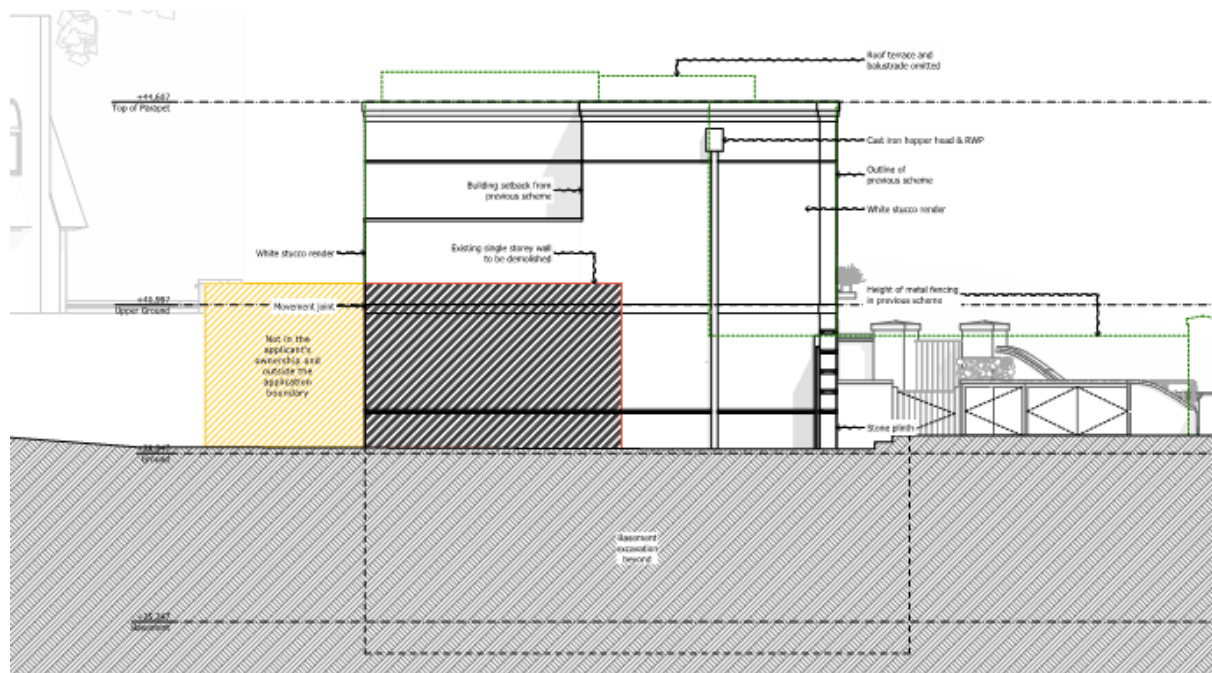 Roof terrace and
balustrade omitted
+44.607
Top of Parapet
Cast iron hopper head & RWP
Outline of
previous scheme
Building setback from
previous scheme
White stucco render
White stucco render
Existing single storey wall
to be demolished
Height of metal fencing
in previous scheme
+40.997
Upper Ground
Movement joint
Not in the
applicant's
ownership and
outside the
application
boundary
Stone plinth
Ground
Basement
excavation
beyond
Basement